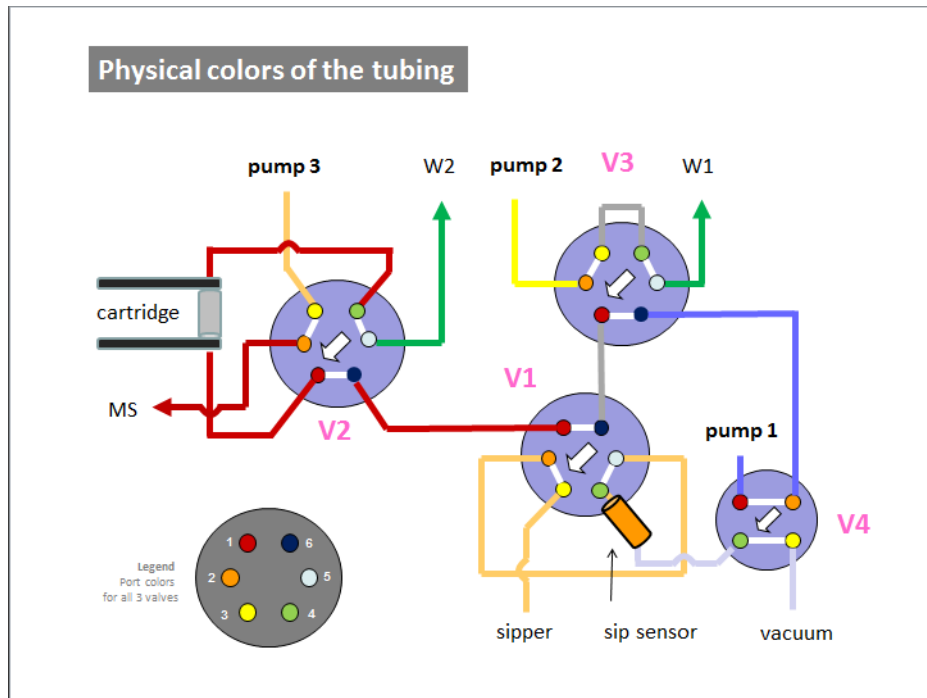 Physical colors of the tubing
pump 3
W2
pump 2
V3
W1
cartridge
MS
V2
V1
pump 1
V4
Legend
Port colors
for all 3 valves
1
6
2
5
3
4
sipper
sip sensor
vacuum